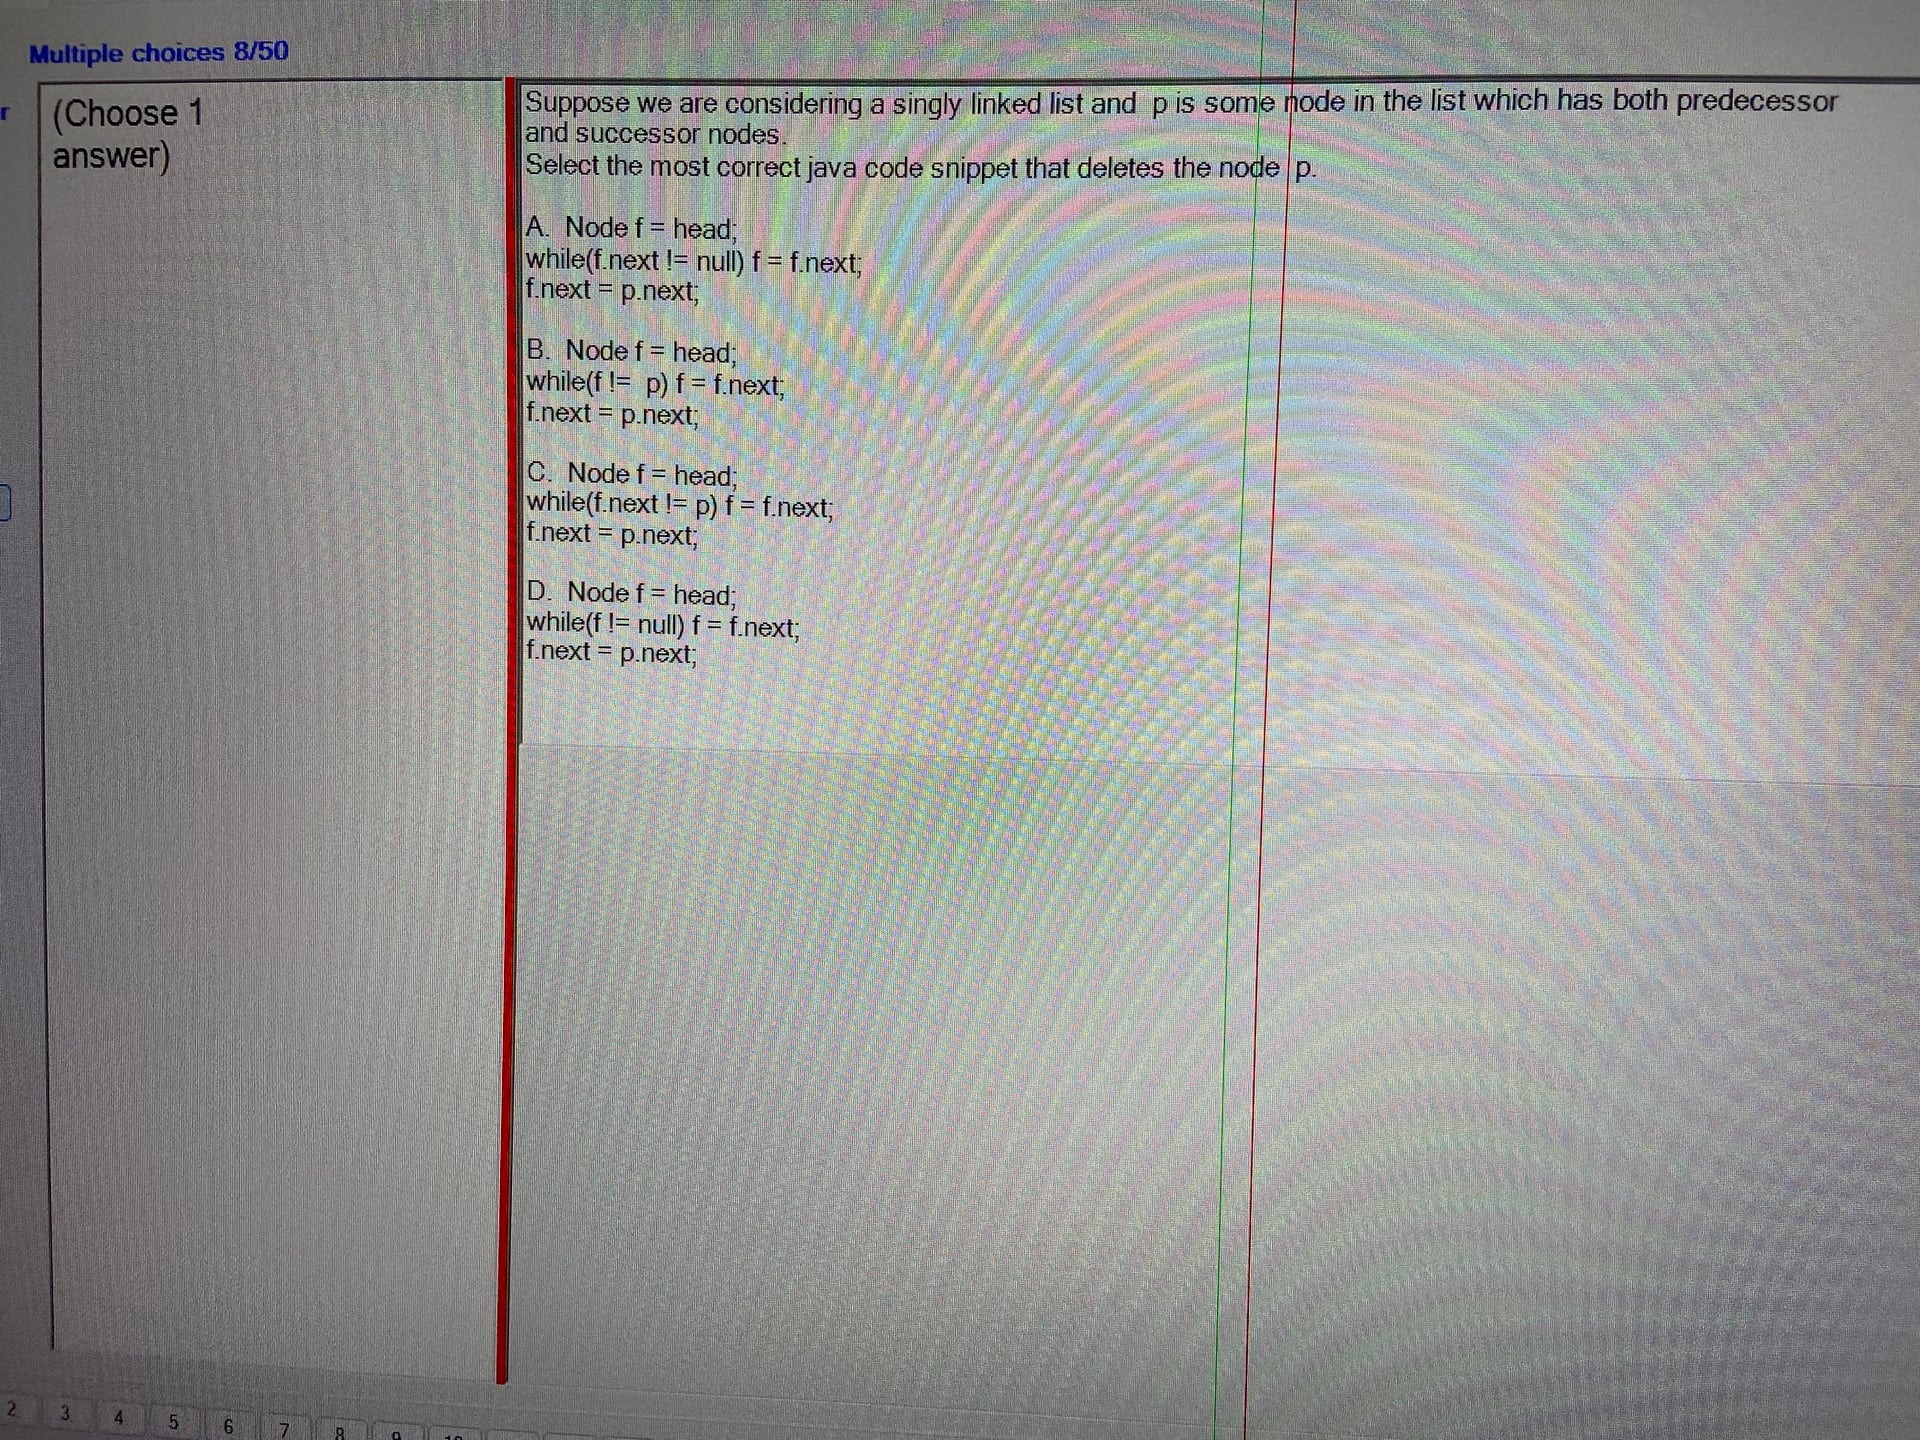 Multiple choices 8/50
r
(Choose 1
answer)
Suppose we are considering a singly linked list and p is some node in the list which has both predecessor
and successor nodes.
Select the most correct java code snippet that deletes the node p.
A. Node f = head;
while(f.next != null) f = f.next;
f.next = p.next;
B. Node f = head;
while(f != p) f = f.next;
f.next = p.next;
C. Node f = head;
while(f.next != p) f = f.next;
f.next = p.next;
D. Node f = head;
while(f != null) f = f.next;
f.next = p.next;
2 3 4 5 6 7 8 9 10